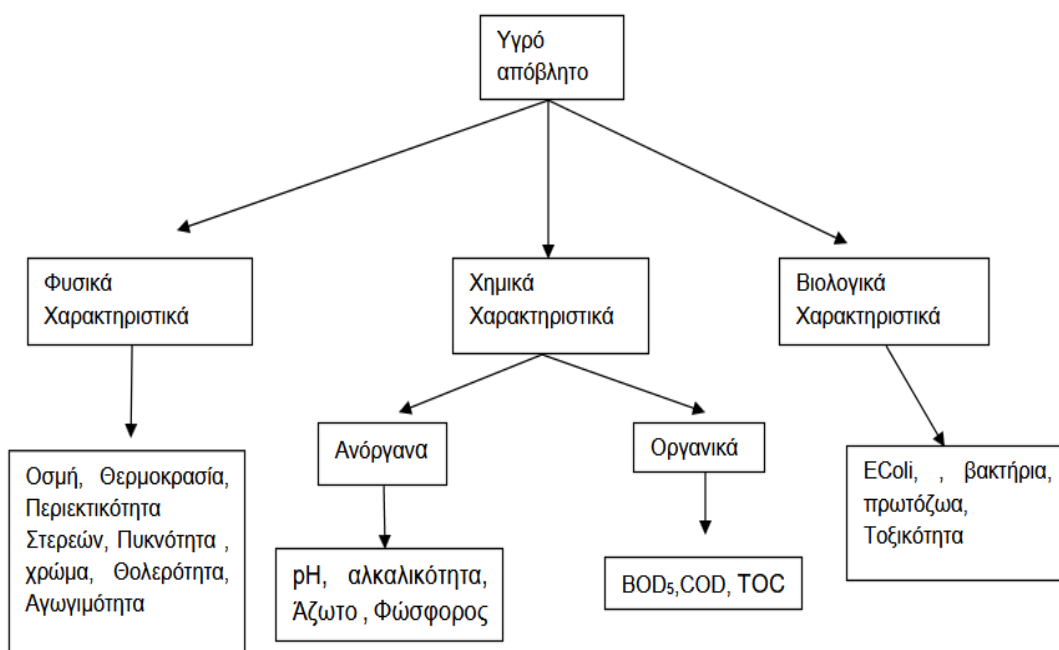 Υγρό
απόβλητο
Φυσικά
Χαρακτηριστικά
Χημικά
Χαρακτηριστικά
Βιολογικά
Χαρακτηριστικά
Ανόργανα
Οργανικά
Οσμή, Θερμοκρασία,
Περιεκτικότητα
Στερεών, Πυκνότητα ,
χρώμα, Θολερότητα,
Αγωγιμότητα
pH, αλκαλικότητα,
Άζωτο , Φώσφορος
BOD₅,COD, TOC
EColi, , βακτήρια,
πρωτόζωα,
Τοξικότητα